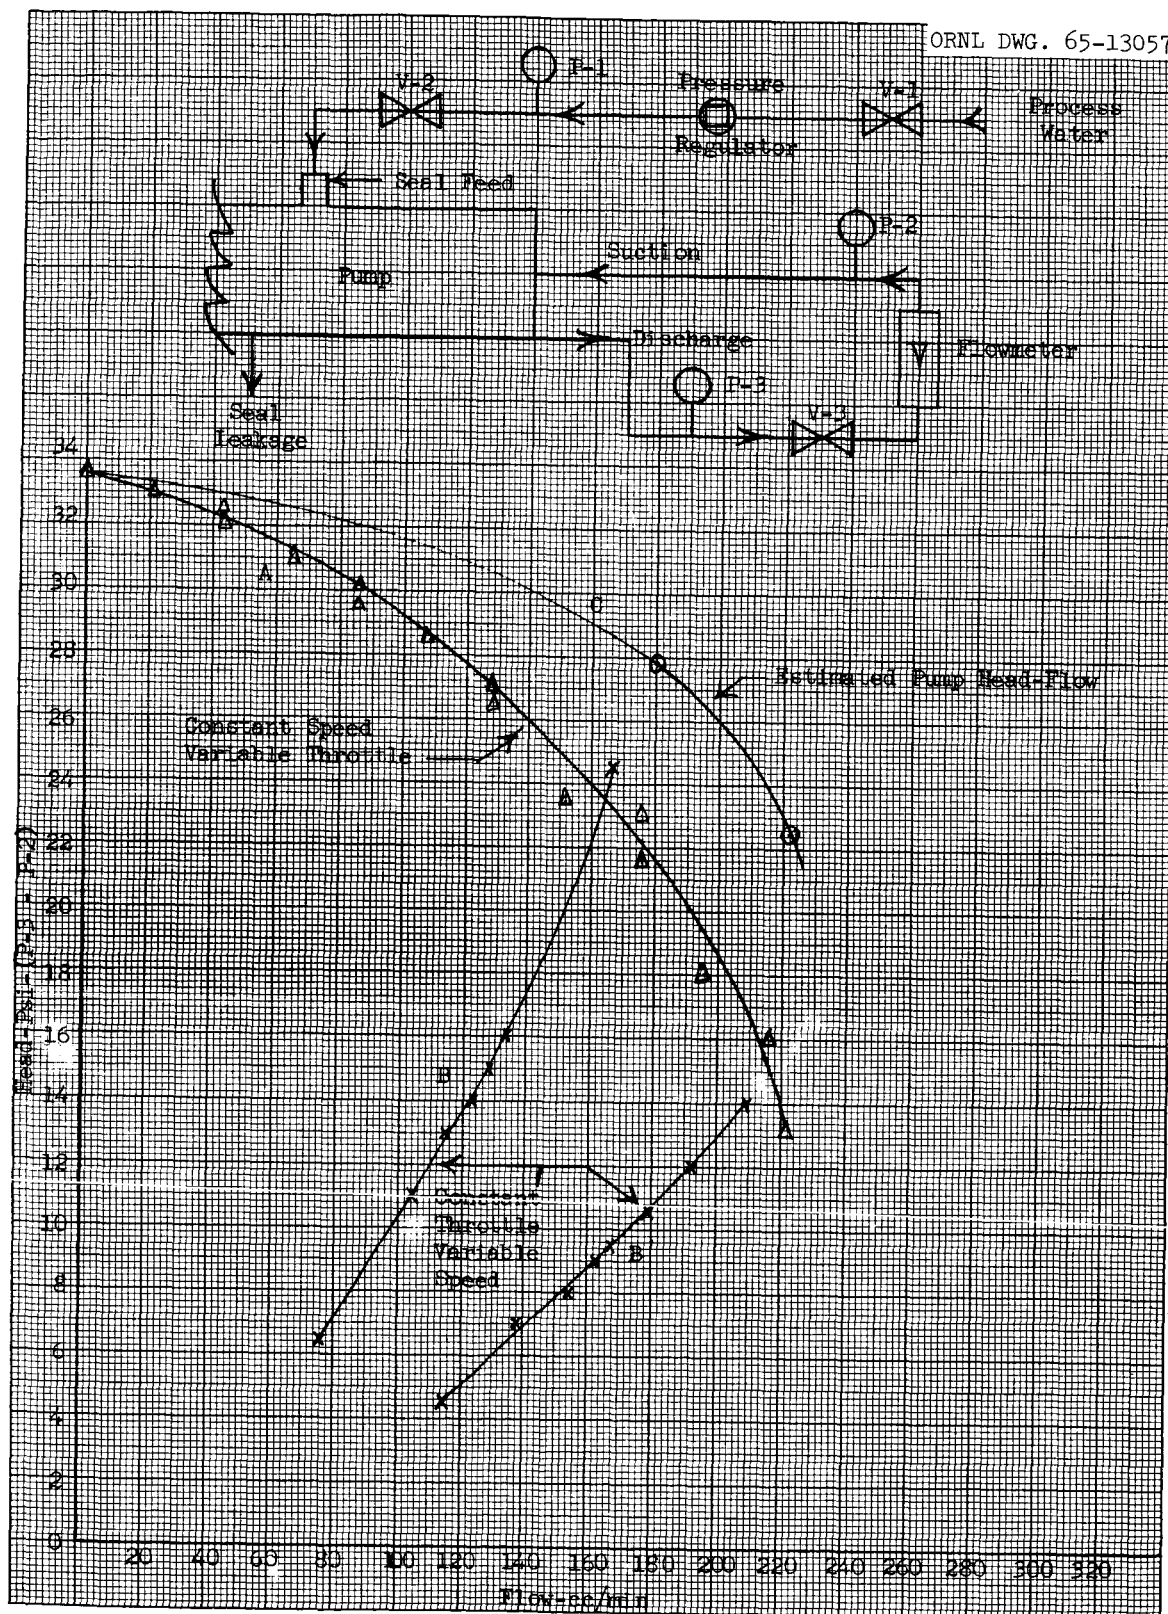 ORNL DWG. 65-13057
P-1
V-2
Pressure
Regulator
V-1
Process
Water
Seal Feed
P-2
Suction
Pump
Discharge
Flowmeter
P-3
V-3
Seal
Leakage
34
32
30
28
26
24
22
20
18
16
14
12
10
8
6
4
2
0
Head-Psi-(P-3 - P-2)
A
C
Estimated Pump Head-Flow
Constant Speed
Variable Throttle
B
Constant
Throttle
Variable
Speed
B'
20 40 60 80 100 120 140 160 180 200 220 240 260 280 300 320
Flow-cc/min